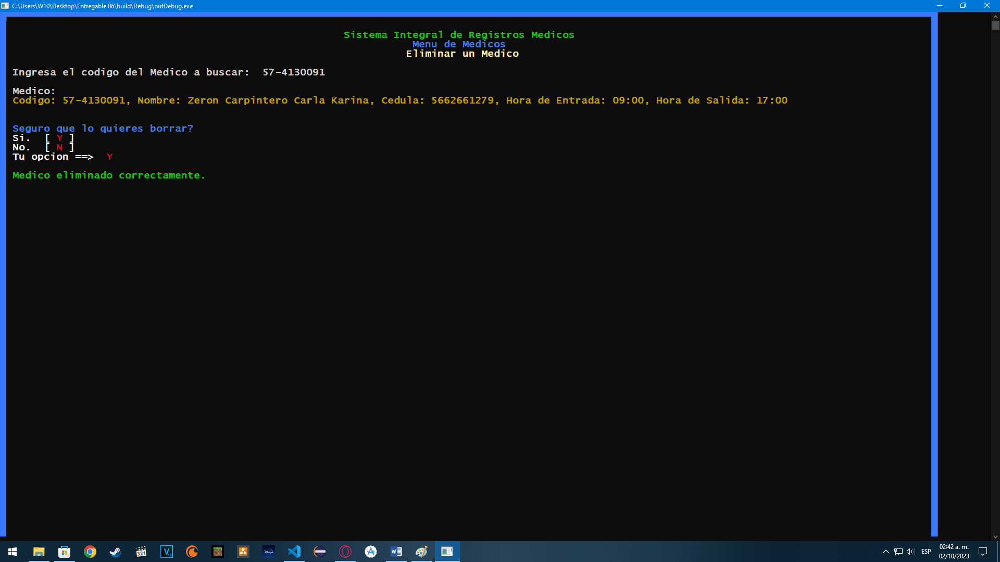 C:\Users\W10\Desktop\Entregable 06\build\Debug\outDebug.exe
Sistema Integral de Registros Medicos
Menu de Medicos
Eliminar un Medico
Ingresa el codigo del Medico a buscar:  57-4130091
Medico:
Codigo: 57-4130091, Nombre: Zeron Carpintero Carla Karina, Cedula: 5662661279, Hora de Entrada: 09:00, Hora de Salida: 17:00
Seguro que lo quieres borrar?
Si.  [ Y ]
No.  [ N ]
Tu opcion ==>  Y
Medico eliminado correctamente.
321
V
18
Disney+
W
ESP
02:42 a. m.
02/10/2023